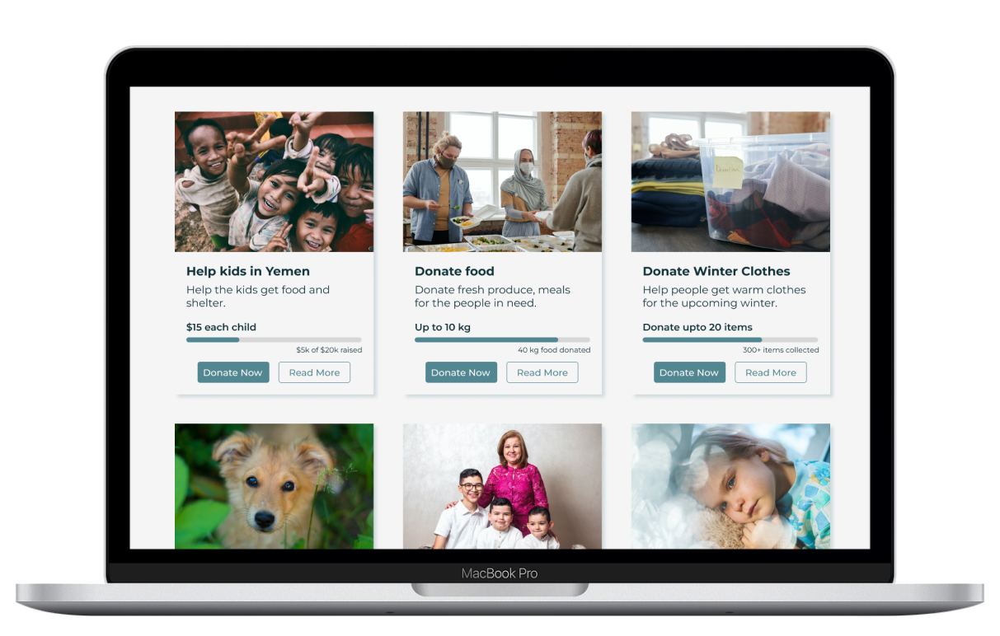 Help kids in Yemen
Help the kids get food and
shelter.
$15 each child
$5k of $20k raised
Donate Now
Read More
Donate food
Donate fresh produce, meals
for the people in need.
Up to 10 kg
40 kg food donated
Donate Now
Read More
Donate Winter Clothes
Help people get warm clothes
for the upcoming winter.
Donate upto 20 items
300+ items collected
Donate Now
Read More
MacBook Pro